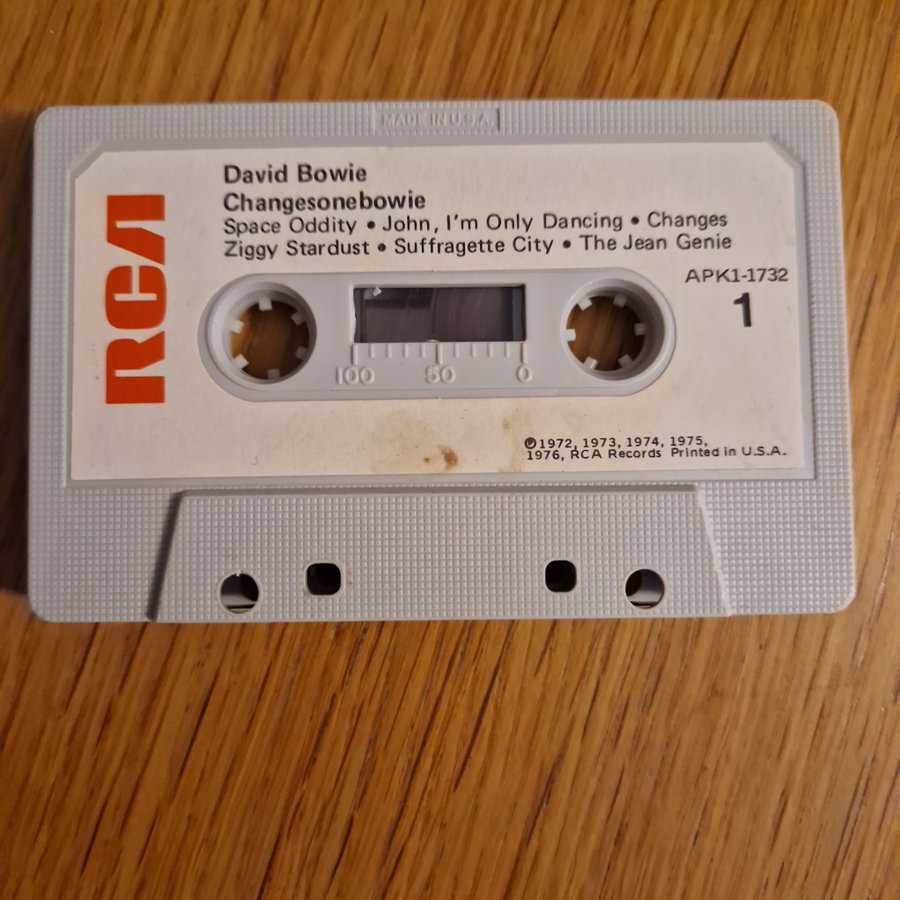 MADE IN U.S.A.
RCA
David Bowie
Changesonebowie
Space Oddity • John, I'm Only Dancing • Changes
Ziggy Stardust • Suffragette City • The Jean Genie
APK1-1732
1
100 50 0
℗1972, 1973, 1974, 1975,
1976, RCA Records Printed in U.S.A.